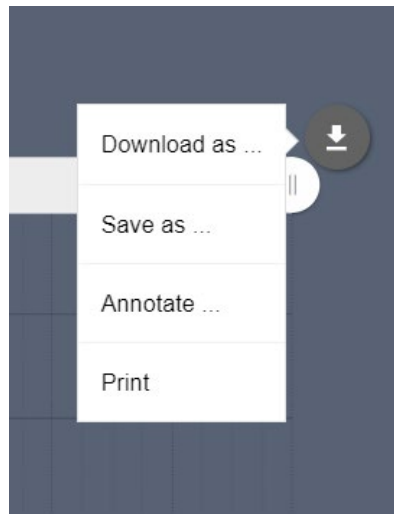 Download as ...
Save as ...
Annotate ...
Print